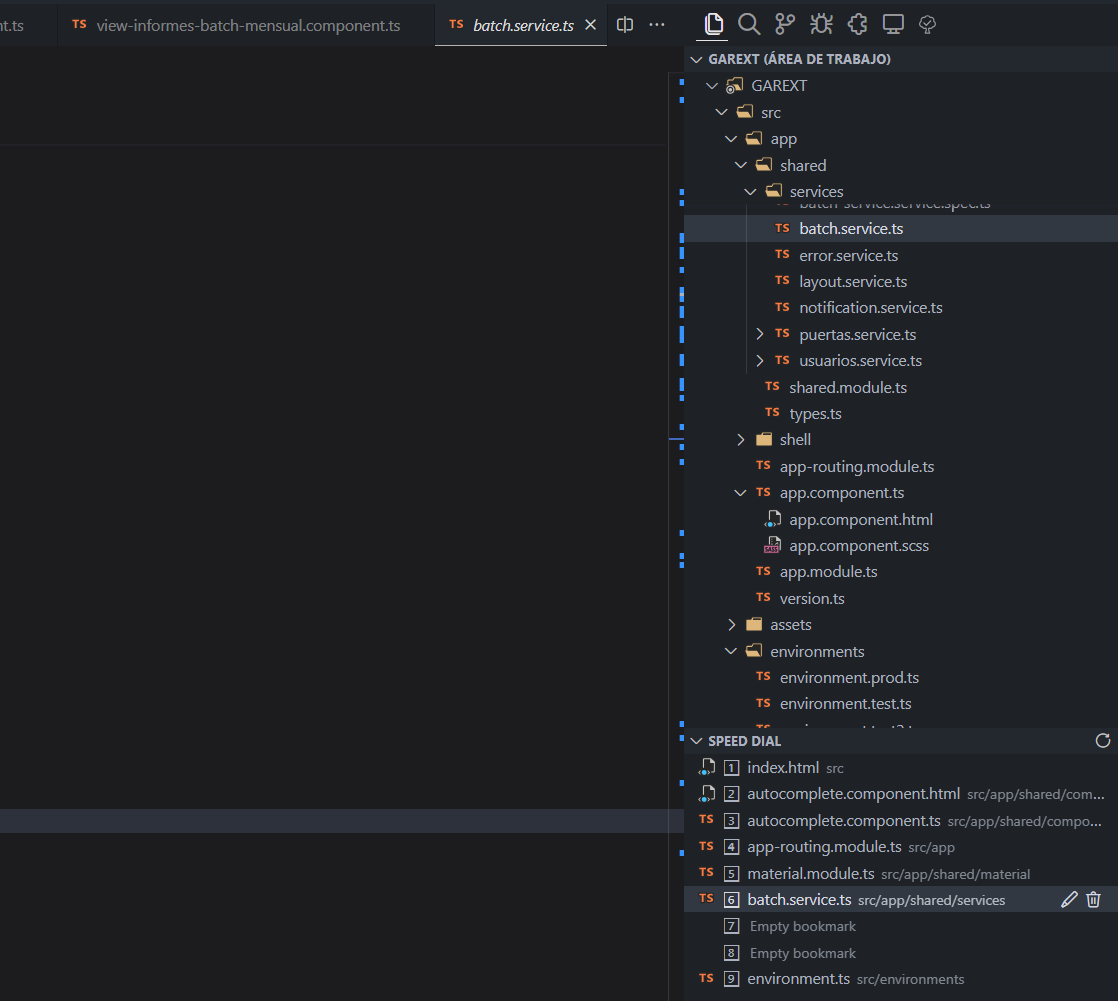 nt.ts
TS view-informes-batch-mensual.component.ts
TS batch.service.ts
GAREXT (ÁREA DE TRABAJO)
GAREXT
src
app
shared
services
batch-service.service.spec.ts
TS batch.service.ts
TS error.service.ts
TS layout.service.ts
TS notification.service.ts
TS puertas.service.ts
TS usuarios.service.ts
TS shared.module.ts
TS types.ts
shell
TS app-routing.module.ts
TS app.component.ts
app.component.html
SASS app.component.scss
TS app.module.ts
TS version.ts
assets
environments
TS environment.prod.ts
TS environment.test.ts
SPEED DIAL
1 index.html src
2 autocomplete.component.html src/app/shared/com...
TS 3 autocomplete.component.ts src/app/shared/compo...
TS 4 app-routing.module.ts src/app
TS 5 material.module.ts src/app/shared/material
TS 6 batch.service.ts src/app/shared/services
7 Empty bookmark
8 Empty bookmark
TS 9 environment.ts src/environments